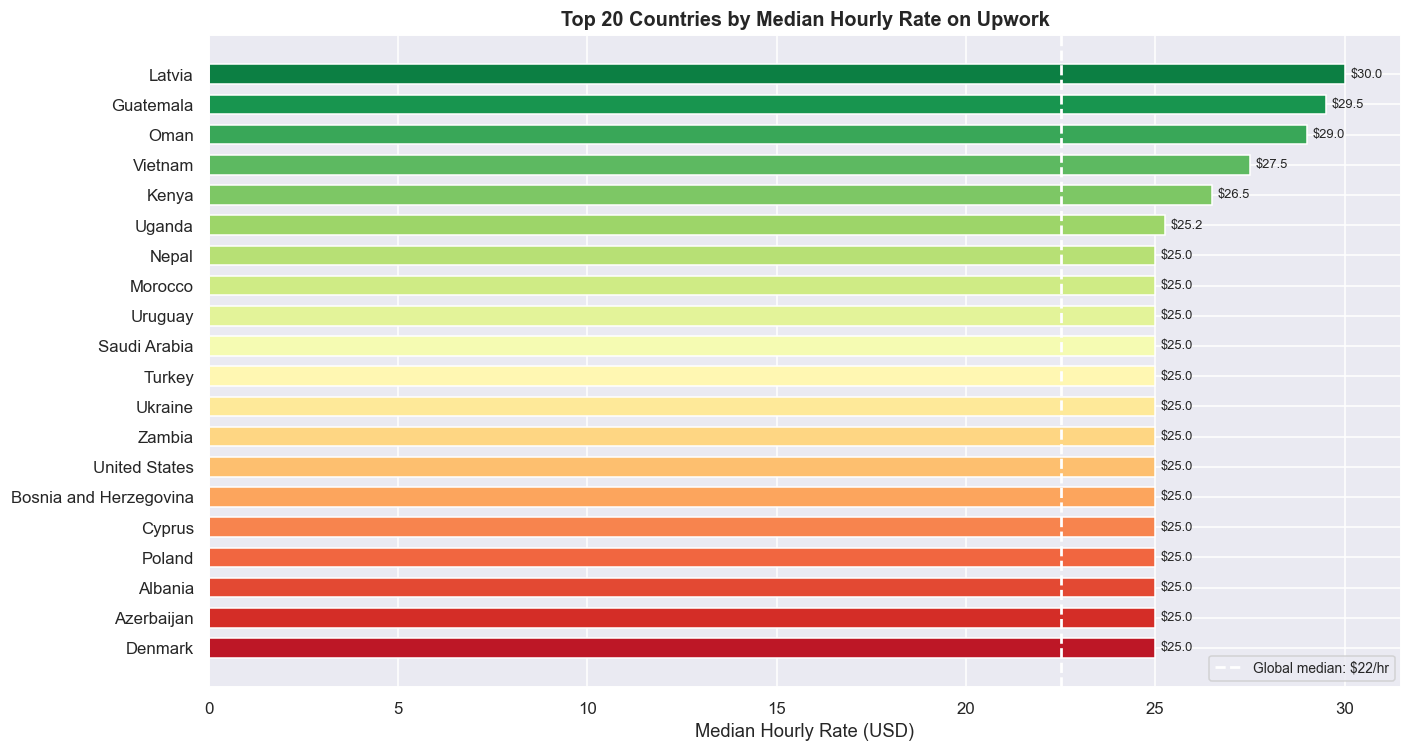 Top 20 Countries by Median Hourly Rate on Upwork
Latvia $30.0
Guatemala $29.5
Oman $29.0
Vietnam $27.5
Kenya $26.5
Uganda $25.2
Nepal $25.0
Morocco $25.0
Uruguay $25.0
Saudi Arabia $25.0
Turkey $25.0
Ukraine $25.0
Zambia $25.0
United States $25.0
Bosnia and Herzegovina $25.0
Cyprus $25.0
Poland $25.0
Albania $25.0
Azerbaijan $25.0
Denmark $25.0
Global median: $22/hr
0 5 10 15 20 25 30
Median Hourly Rate (USD)